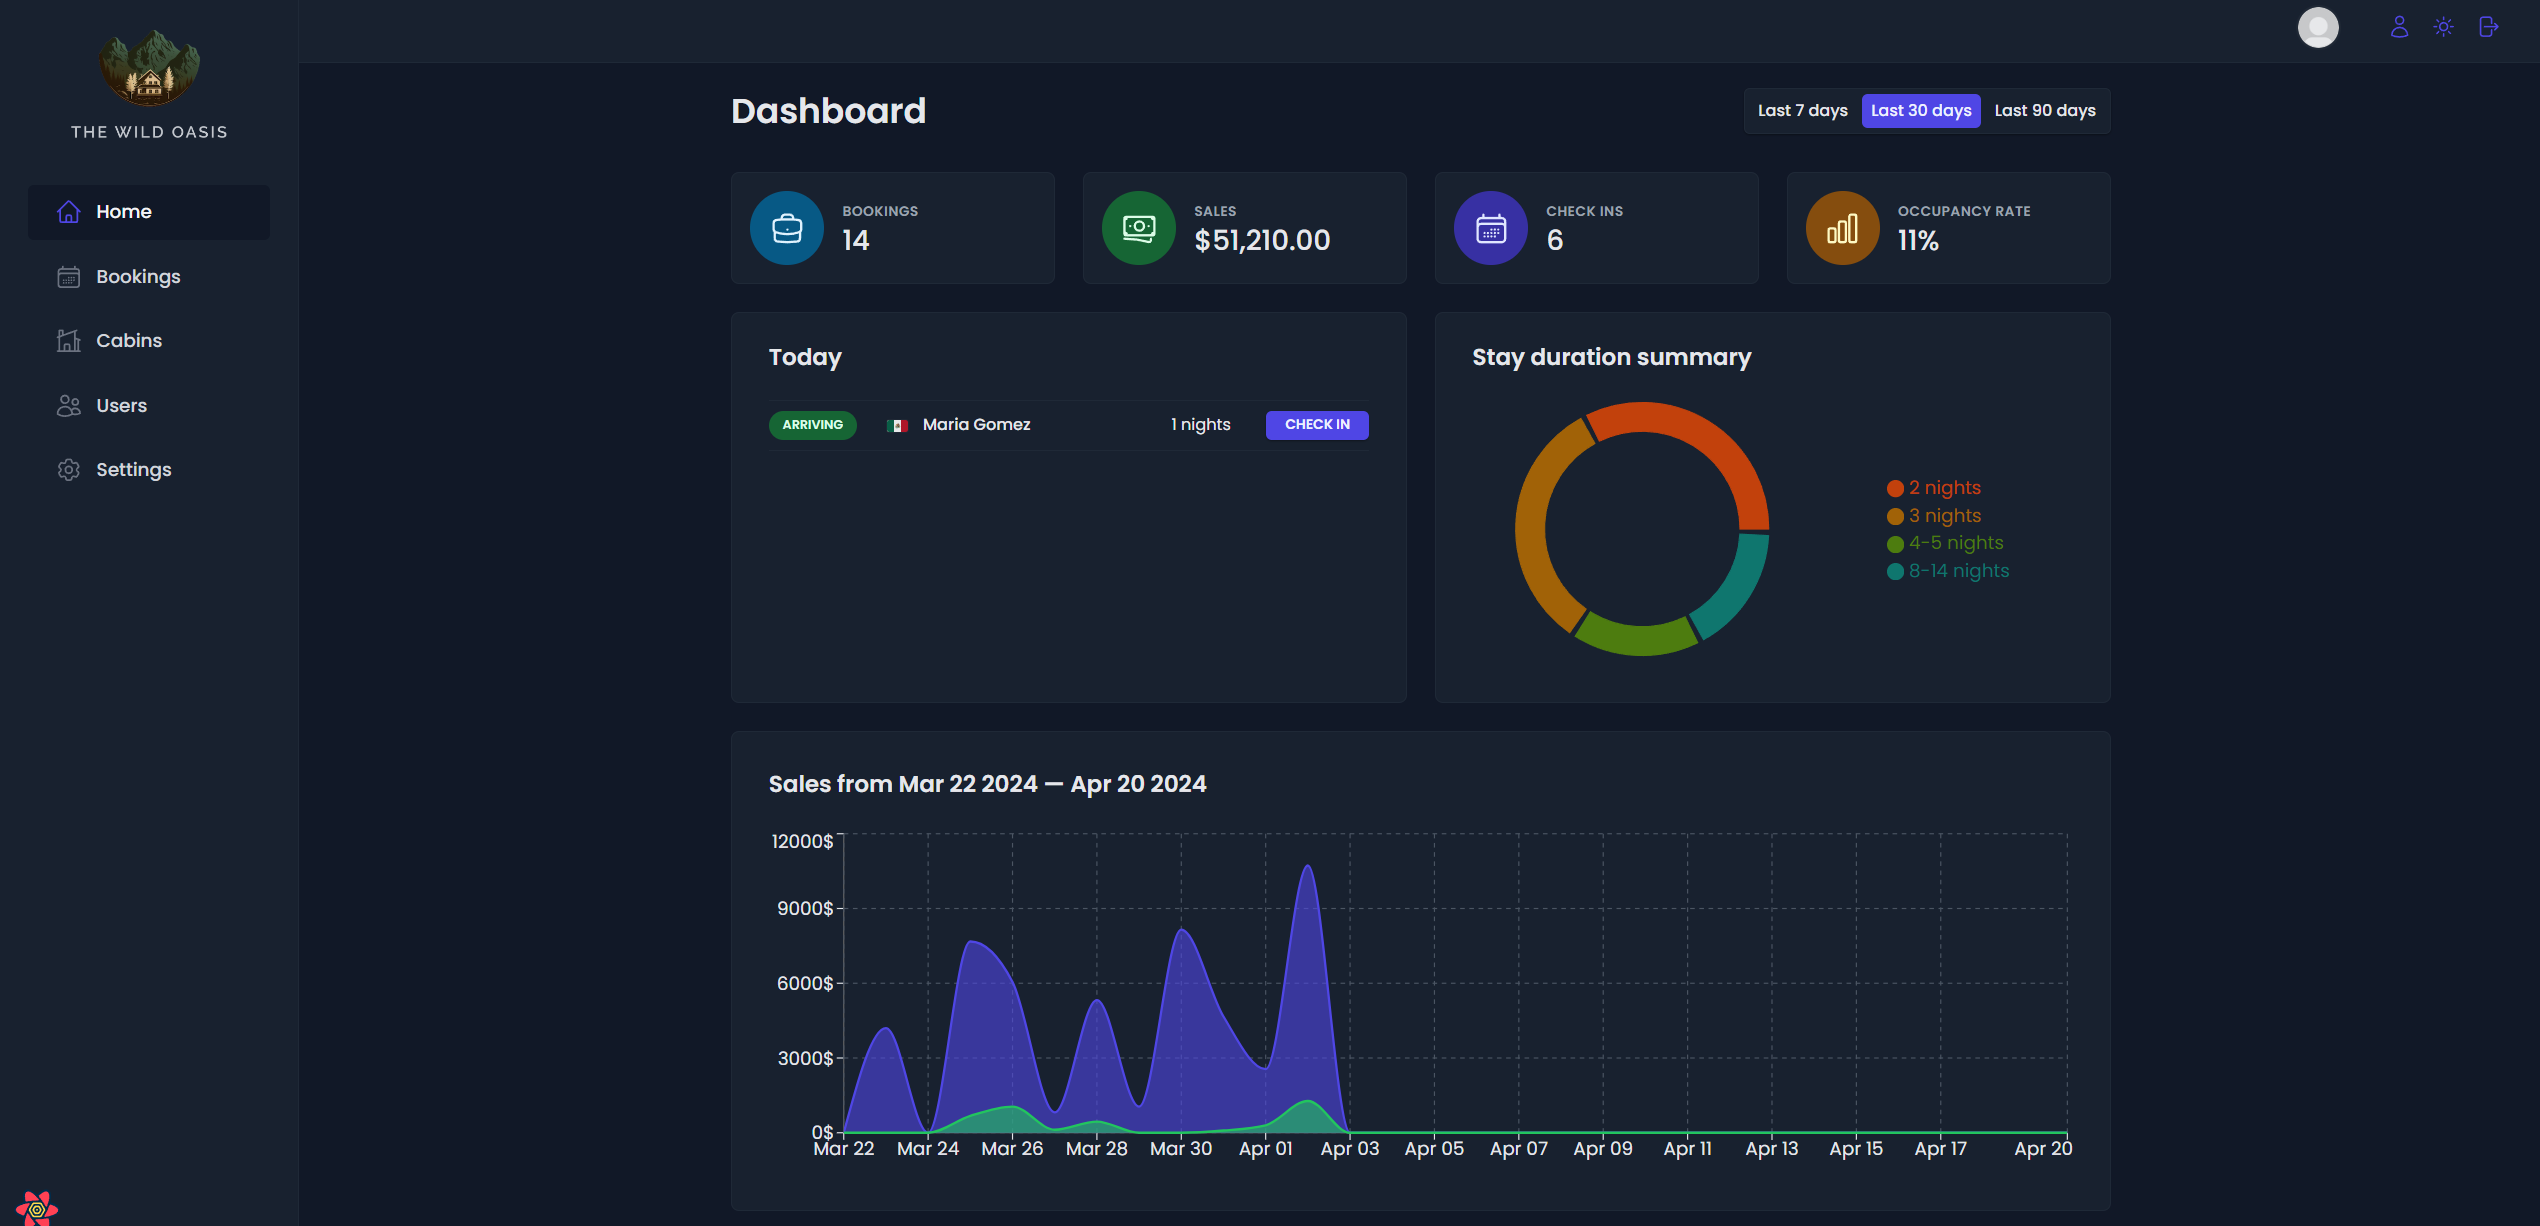 THE WILD OASIS
Home
Bookings
Cabins
Users
Settings
Dashboard
Last 7 days Last 30 days Last 90 days
BOOKINGS
14
SALES
$51,210.00
CHECK INS
6
OCCUPANCY RATE
11%
Today
ARRIVING Maria Gomez 1 nights CHECK IN
Stay duration summary
2 nights
3 nights
4-5 nights
8-14 nights
Sales from Mar 22 2024 — Apr 20 2024
12000$
9000$
6000$
3000$
0$
Mar 22 Mar 24 Mar 26 Mar 28 Mar 30 Apr 01 Apr 03 Apr 05 Apr 07 Apr 09 Apr 11 Apr 13 Apr 15 Apr 17 Apr 20